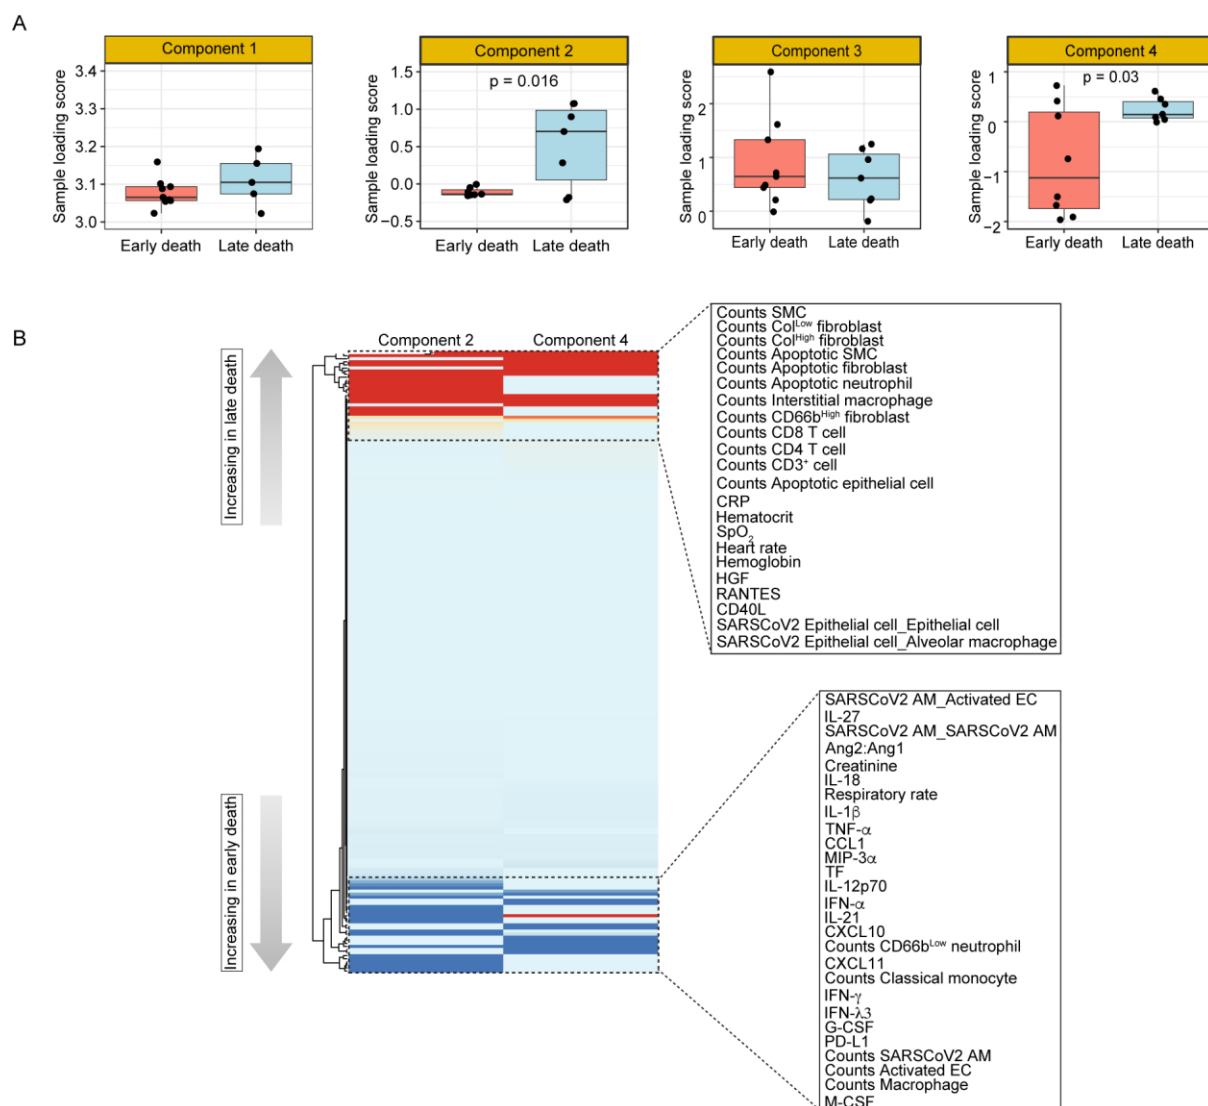 A
Component 1
Component 2
Component 3
Component 4
Sample loading score
3.4
3.3
3.2
3.1
3.0
Early death
Late death
Sample loading score
1.5
1.0
0.5
0.0
−0.5
p = 0.016
Early death
Late death
Sample loading score
2
1
0
Early death
Late death
Sample loading score
1
0
−1
−2
p = 0.03
Early death
Late death
B
Increasing in late death
Increasing in early death
Component 2
Component 4
Counts SMC
Counts Col^Low fibroblast
Counts Col^High fibroblast
Counts Apoptotic SMC
Counts Apoptotic fibroblast
Counts Apoptotic neutrophil
Counts Interstitial macrophage
Counts CD66b^High fibroblast
Counts CD8 T cell
Counts CD4 T cell
Counts CD3⁺ cell
Counts Apoptotic epithelial cell
CRP
Hematocrit
SpO₂
Heart rate
Hemoglobin
HGF
RANTES
CD40L
SARSCoV2 Epithelial cell_Epithelial cell
SARSCoV2 Epithelial cell_Alveolar macrophage
SARSCoV2 AM_Activated EC
IL-27
SARSCoV2 AM_SARSCoV2 AM
Ang2:Ang1
Creatinine
IL-18
Respiratory rate
IL-1β
TNF-α
CCL1
MIP-3α
TF
IL-12p70
IFN-α
IL-21
CXCL10
Counts CD66b^Low neutrophil
CXCL11
Counts Classical monocyte
IFN-γ
IFN-λ3
G-CSF
PD-L1
Counts SARSCoV2 AM
Counts Activated EC
Counts Macrophage
M-CSF